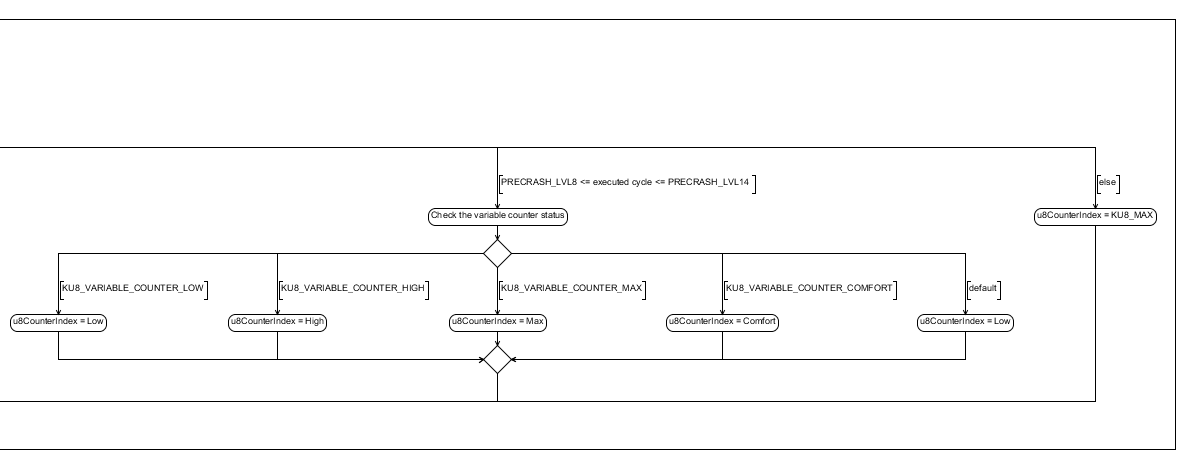 [PRECRASH_LVL8 <= executed cycle <= PRECRASH_LVL14 ]
[else ]
Check the variable counter status
u8CounterIndex = KU8_MAX
[KU8_VARIABLE_COUNTER_LOW ]
[KU8_VARIABLE_COUNTER_HIGH ]
[KU8_VARIABLE_COUNTER_MAX ]
[KU8_VARIABLE_COUNTER_COMFORT ]
[default ]
u8CounterIndex = Low
u8CounterIndex = High
u8CounterIndex = Max
u8CounterIndex = Comfort
u8CounterIndex = Low